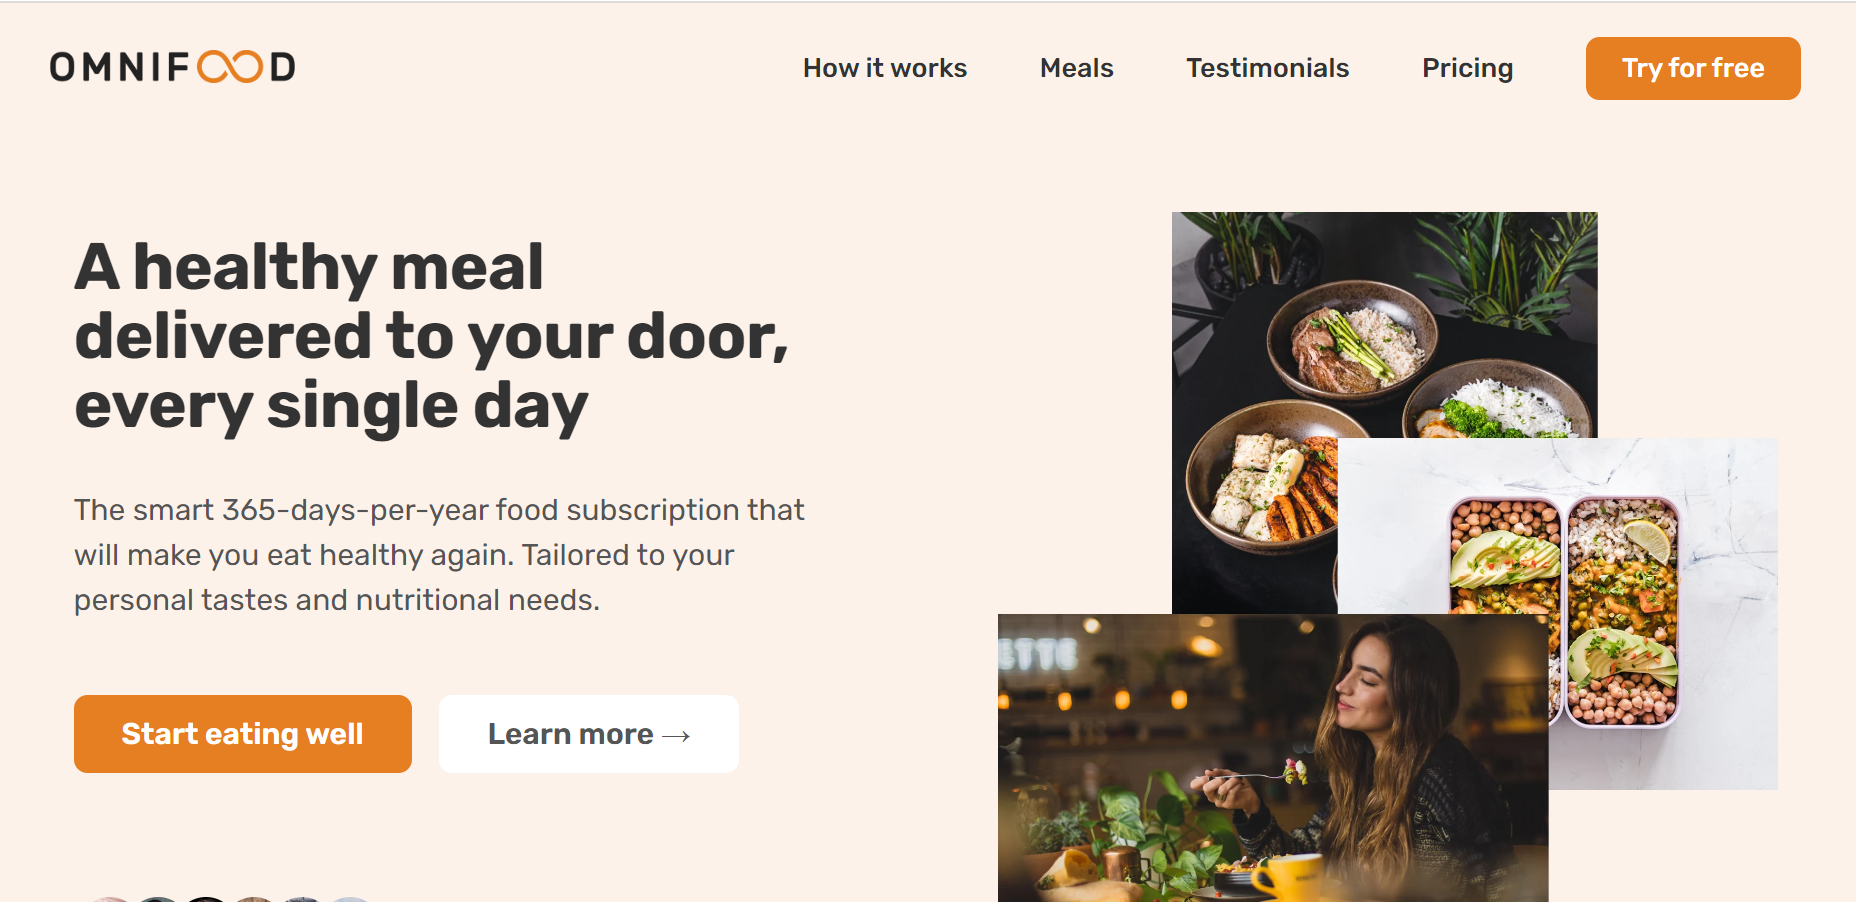 OMNIFOOD
How it works
Meals
Testimonials
Pricing
Try for free
A healthy meal
delivered to your door,
every single day
The smart 365-days-per-year food subscription that
will make you eat healthy again. Tailored to your
personal tastes and nutritional needs.
Start eating well
Learn more →
ETTE